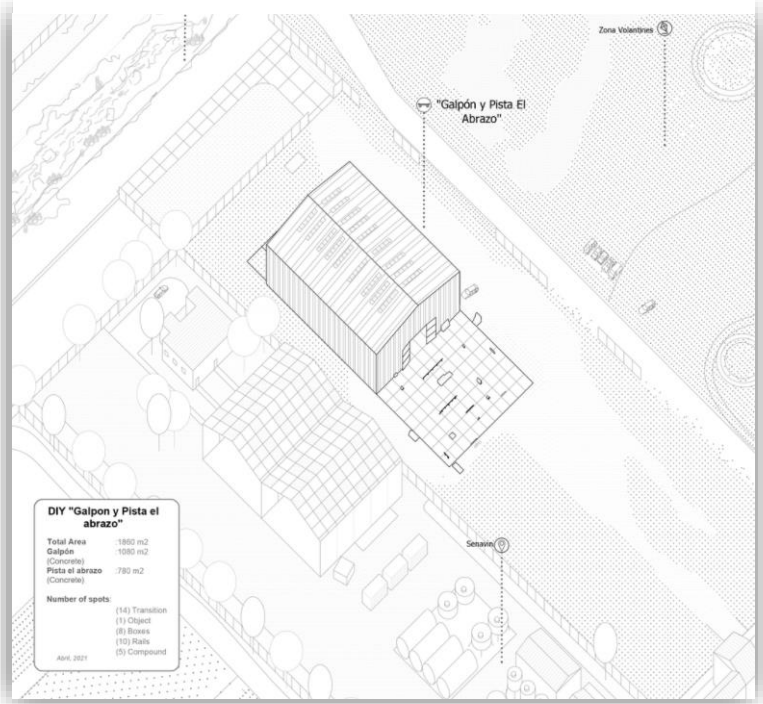 Zona Volantines
"Galpón y Pista El
Abrazo"
Senavin
DIY "Galpon y Pista el
abrazo"
Total Area :1860 m2
Galpón :1080 m2
(Concrete)
Pista el abrazo :780 m2
(Concrete)
Number of spots:
(14) Transition
(1) Object
(8) Boxes
(10) Rails
(5) Compound
Abril, 2021